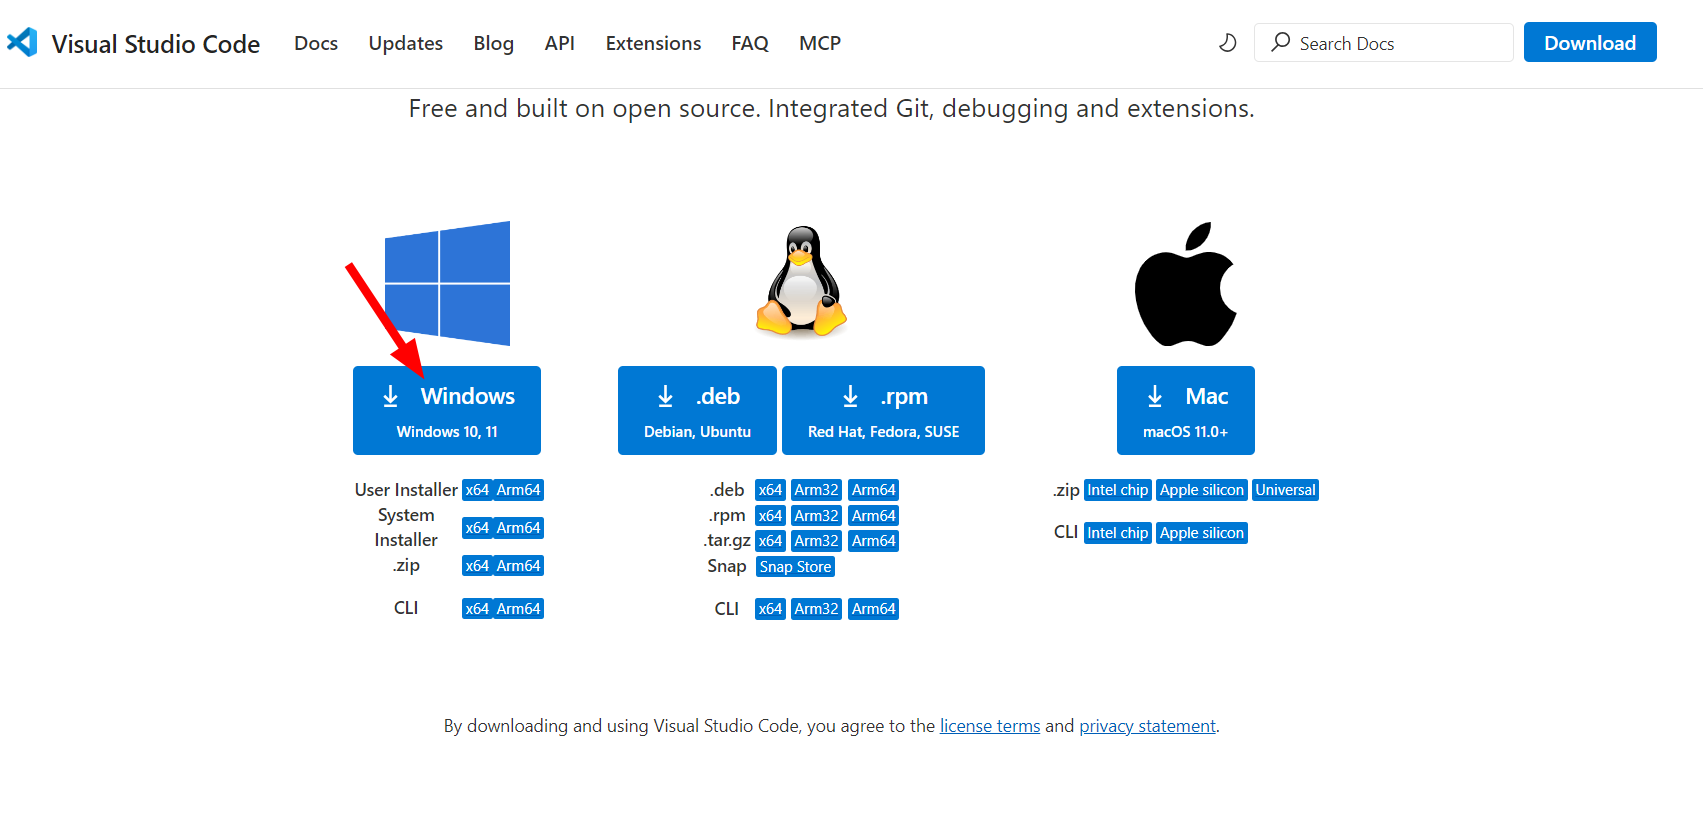 Visual Studio Code Docs Updates Blog API Extensions FAQ MCP Search Docs Download
Free and built on open source. Integrated Git, debugging and extensions.
Windows
Windows 10, 11
User Installer x64 Arm64
System
Installer x64 Arm64
.zip x64 Arm64
CLI x64 Arm64
.deb
Debian, Ubuntu
.rpm
Red Hat, Fedora, SUSE
.deb x64 Arm32 Arm64
.rpm x64 Arm32 Arm64
.tar.gz x64 Arm32 Arm64
Snap Snap Store
CLI x64 Arm32 Arm64
Mac
macOS 11.0+
.zip Intel chip Apple silicon Universal
CLI Intel chip Apple silicon
By downloading and using Visual Studio Code, you agree to the license terms and privacy statement.